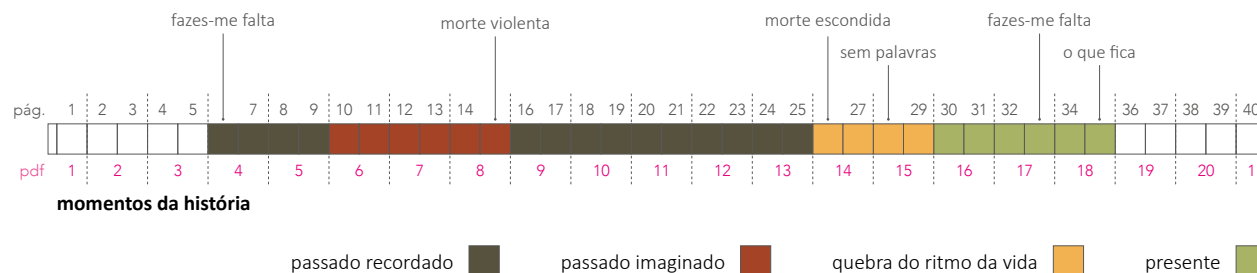 fazes-me falta morte violenta morte escondida fazes-me falta
sem palavras o que fica
pág. 1 2 3 4 5 7 8 9 10 11 12 13 14 16 17 18 19 20 21 22 23 24 25 27 29 30 31 32 34 36 37 38 39 40
pdf 1 2 3 4 5 6 7 8 9 10 11 12 13 14 15 16 17 18 19 20 1
momentos da história
passado recordado passado imaginado quebra do ritmo da vida presente